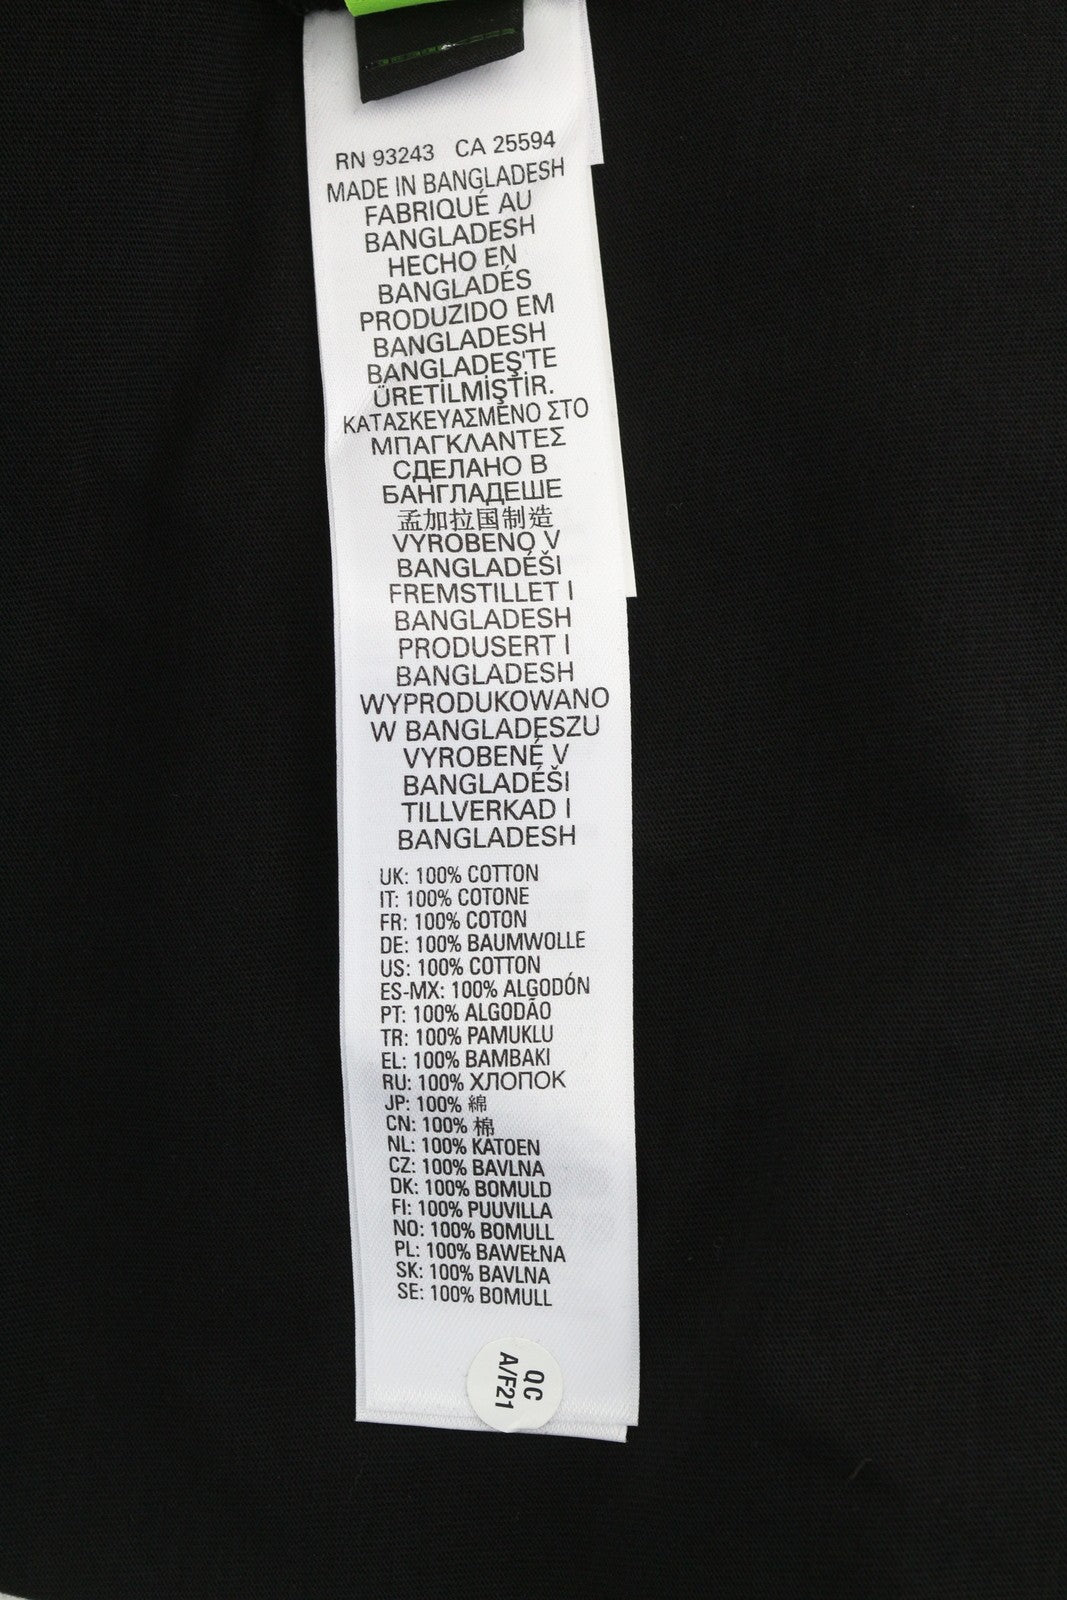 RN 93243 CA 25594
MADE IN BANGLADESH
FABRIQUÉ AU
BANGLADESH
HECHO EN
BANGLADÉS
PRODUZIDO EM
BANGLADESH
BANGLADEŞ'TE
ÜRETİLMİŞTİR.
ΚΑΤΑΣΚΕΥΑΣΜΕΝΟ ΣΤΟ
ΜΠΑΓΚΛΑΝΤΕΣ
СДЕЛАНО В
БАНГЛАДЕШЕ
孟加拉国制造
VYROBENO V
BANGLADÉŠI
FREMSTILLET I
BANGLADESH
PRODUSERT I
BANGLADESH
WYPRODUKOWANO
W BANGLADESZU
VYROBENÉ V
BANGLADÉŠI
TILLVERKAD I
BANGLADESH
UK: 100% COTTON
IT: 100% COTONE
FR: 100% COTON
DE: 100% BAUMWOLLE
US: 100% COTTON
ES-MX: 100% ALGODÓN
PT: 100% ALGODÃO
TR: 100% PAMUKLU
EL: 100% ΒΑΜΒΑΚΙ
RU: 100% ХЛОПОК
JP: 100% 綿
CN: 100% 棉
NL: 100% KATOEN
CZ: 100% BAVLNA
DK: 100% BOMULD
FI: 100% PUUVILLA
NO: 100% BOMULL
PL: 100% BAWEŁNA
SK: 100% BAVLNA
SE: 100% BOMULL
QC
A/F21